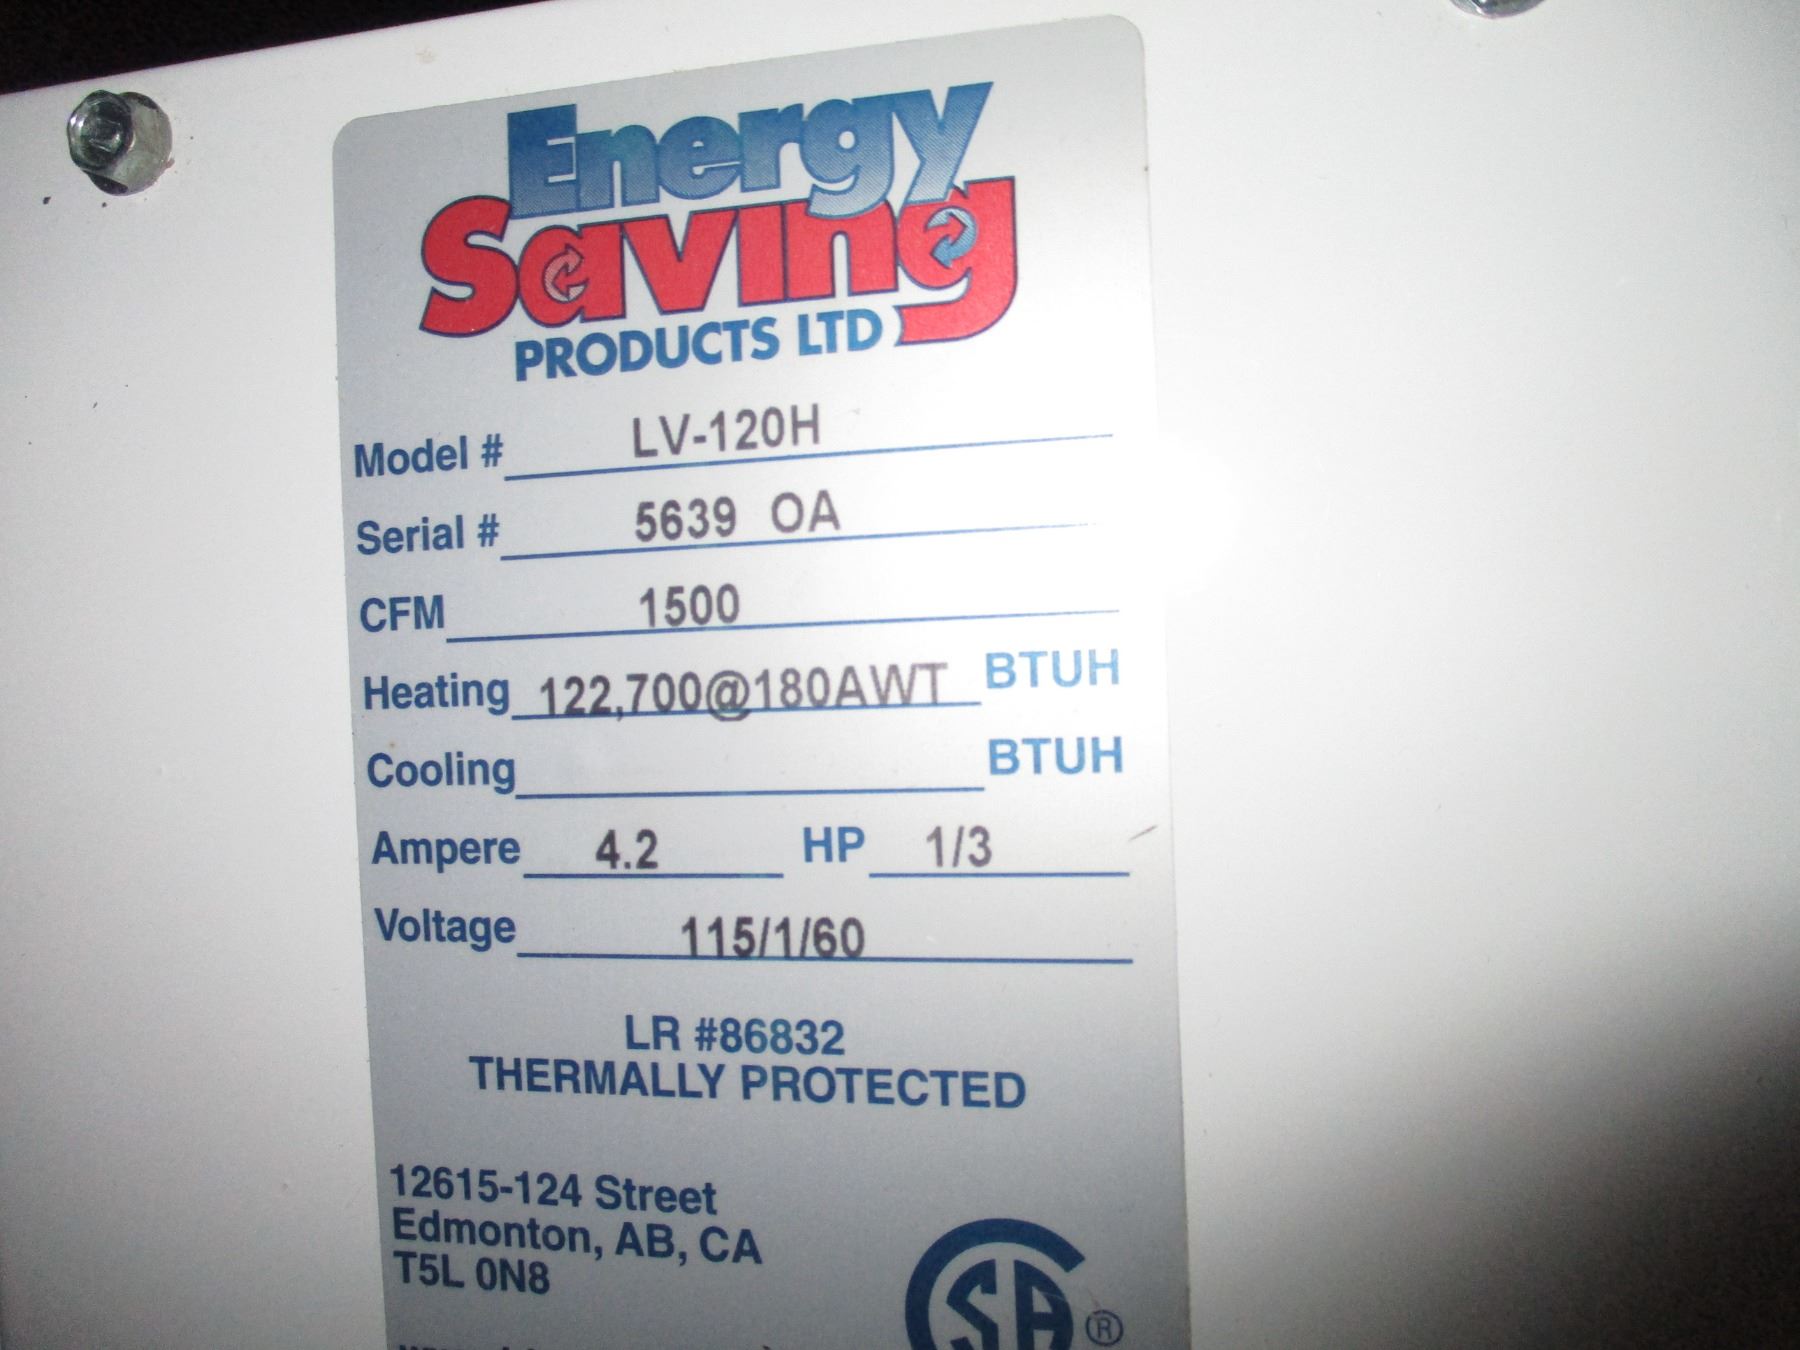 Energy
Saving
PRODUCTS LTD
Model # LV-120H
Serial # 5639 OA
CFM 1500
Heating 122,700@180AWT BTUH
Cooling BTUH
Ampere 4.2 HP 1/3
Voltage 115/1/60
LR #86832
THERMALLY PROTECTED
12615-124 Street
Edmonton, AB, CA
T5L 0N8
SA ®